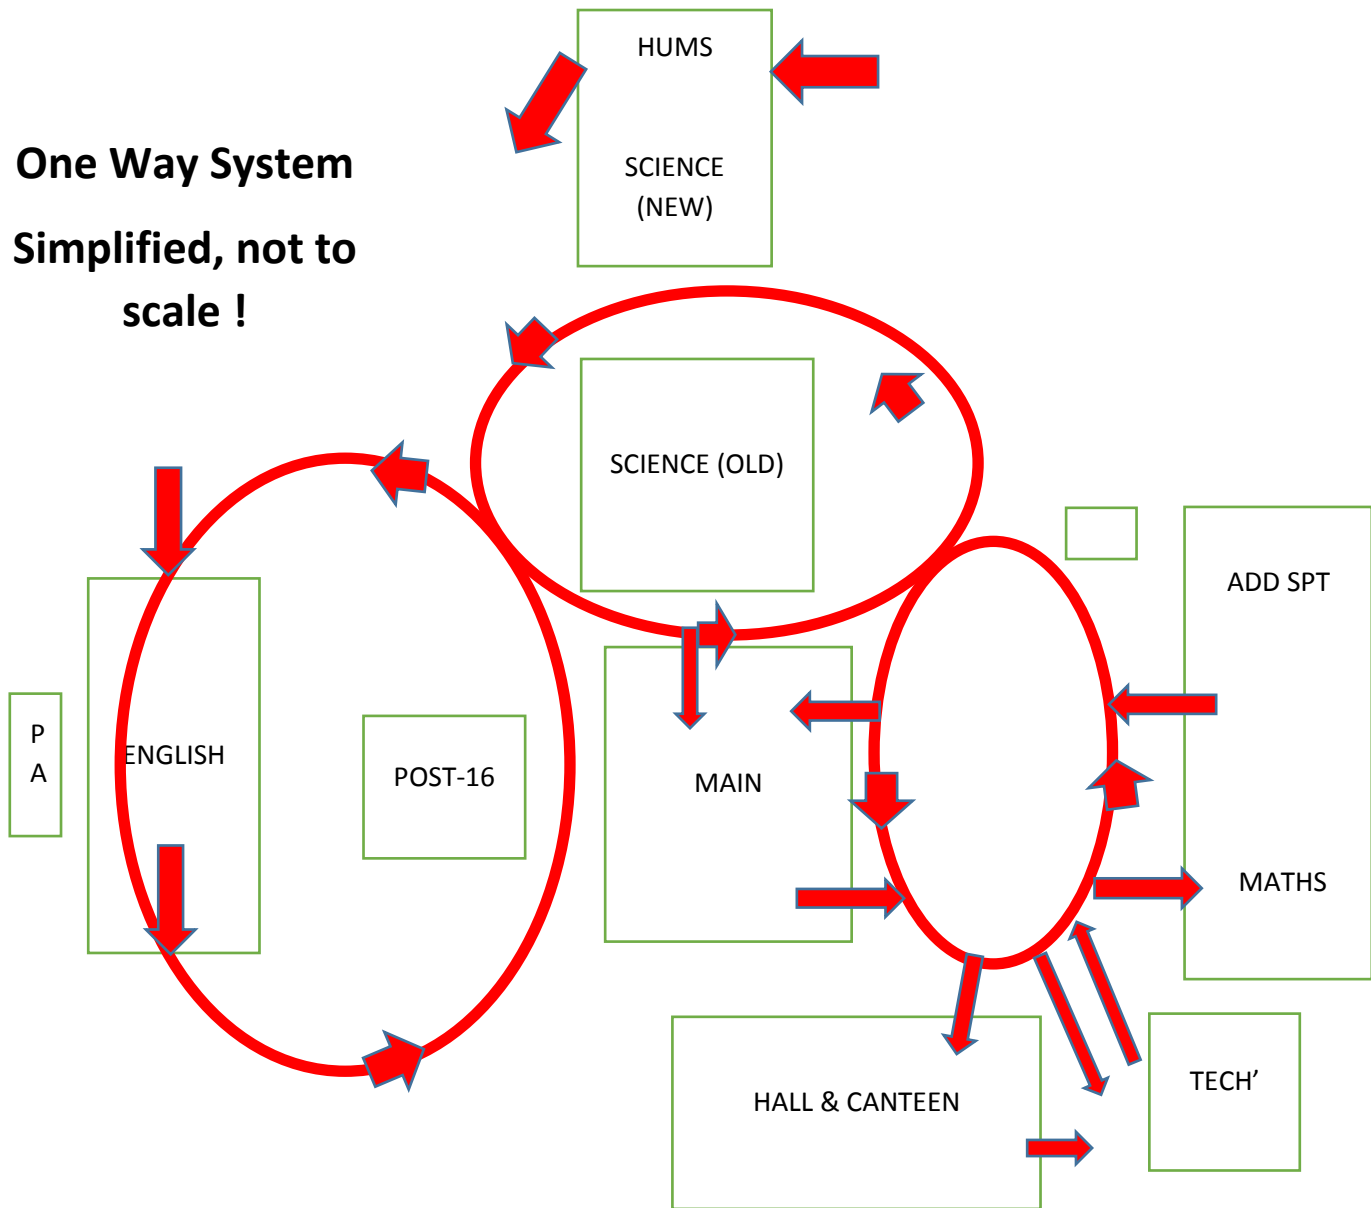 HUMS
SCIENCE
(NEW)
One Way System
Simplified, not to
scale !
SCIENCE (OLD)
ADD SPT
P
A
ENGLISH
POST-16
MAIN
MATHS
TECH’
HALL & CANTEEN